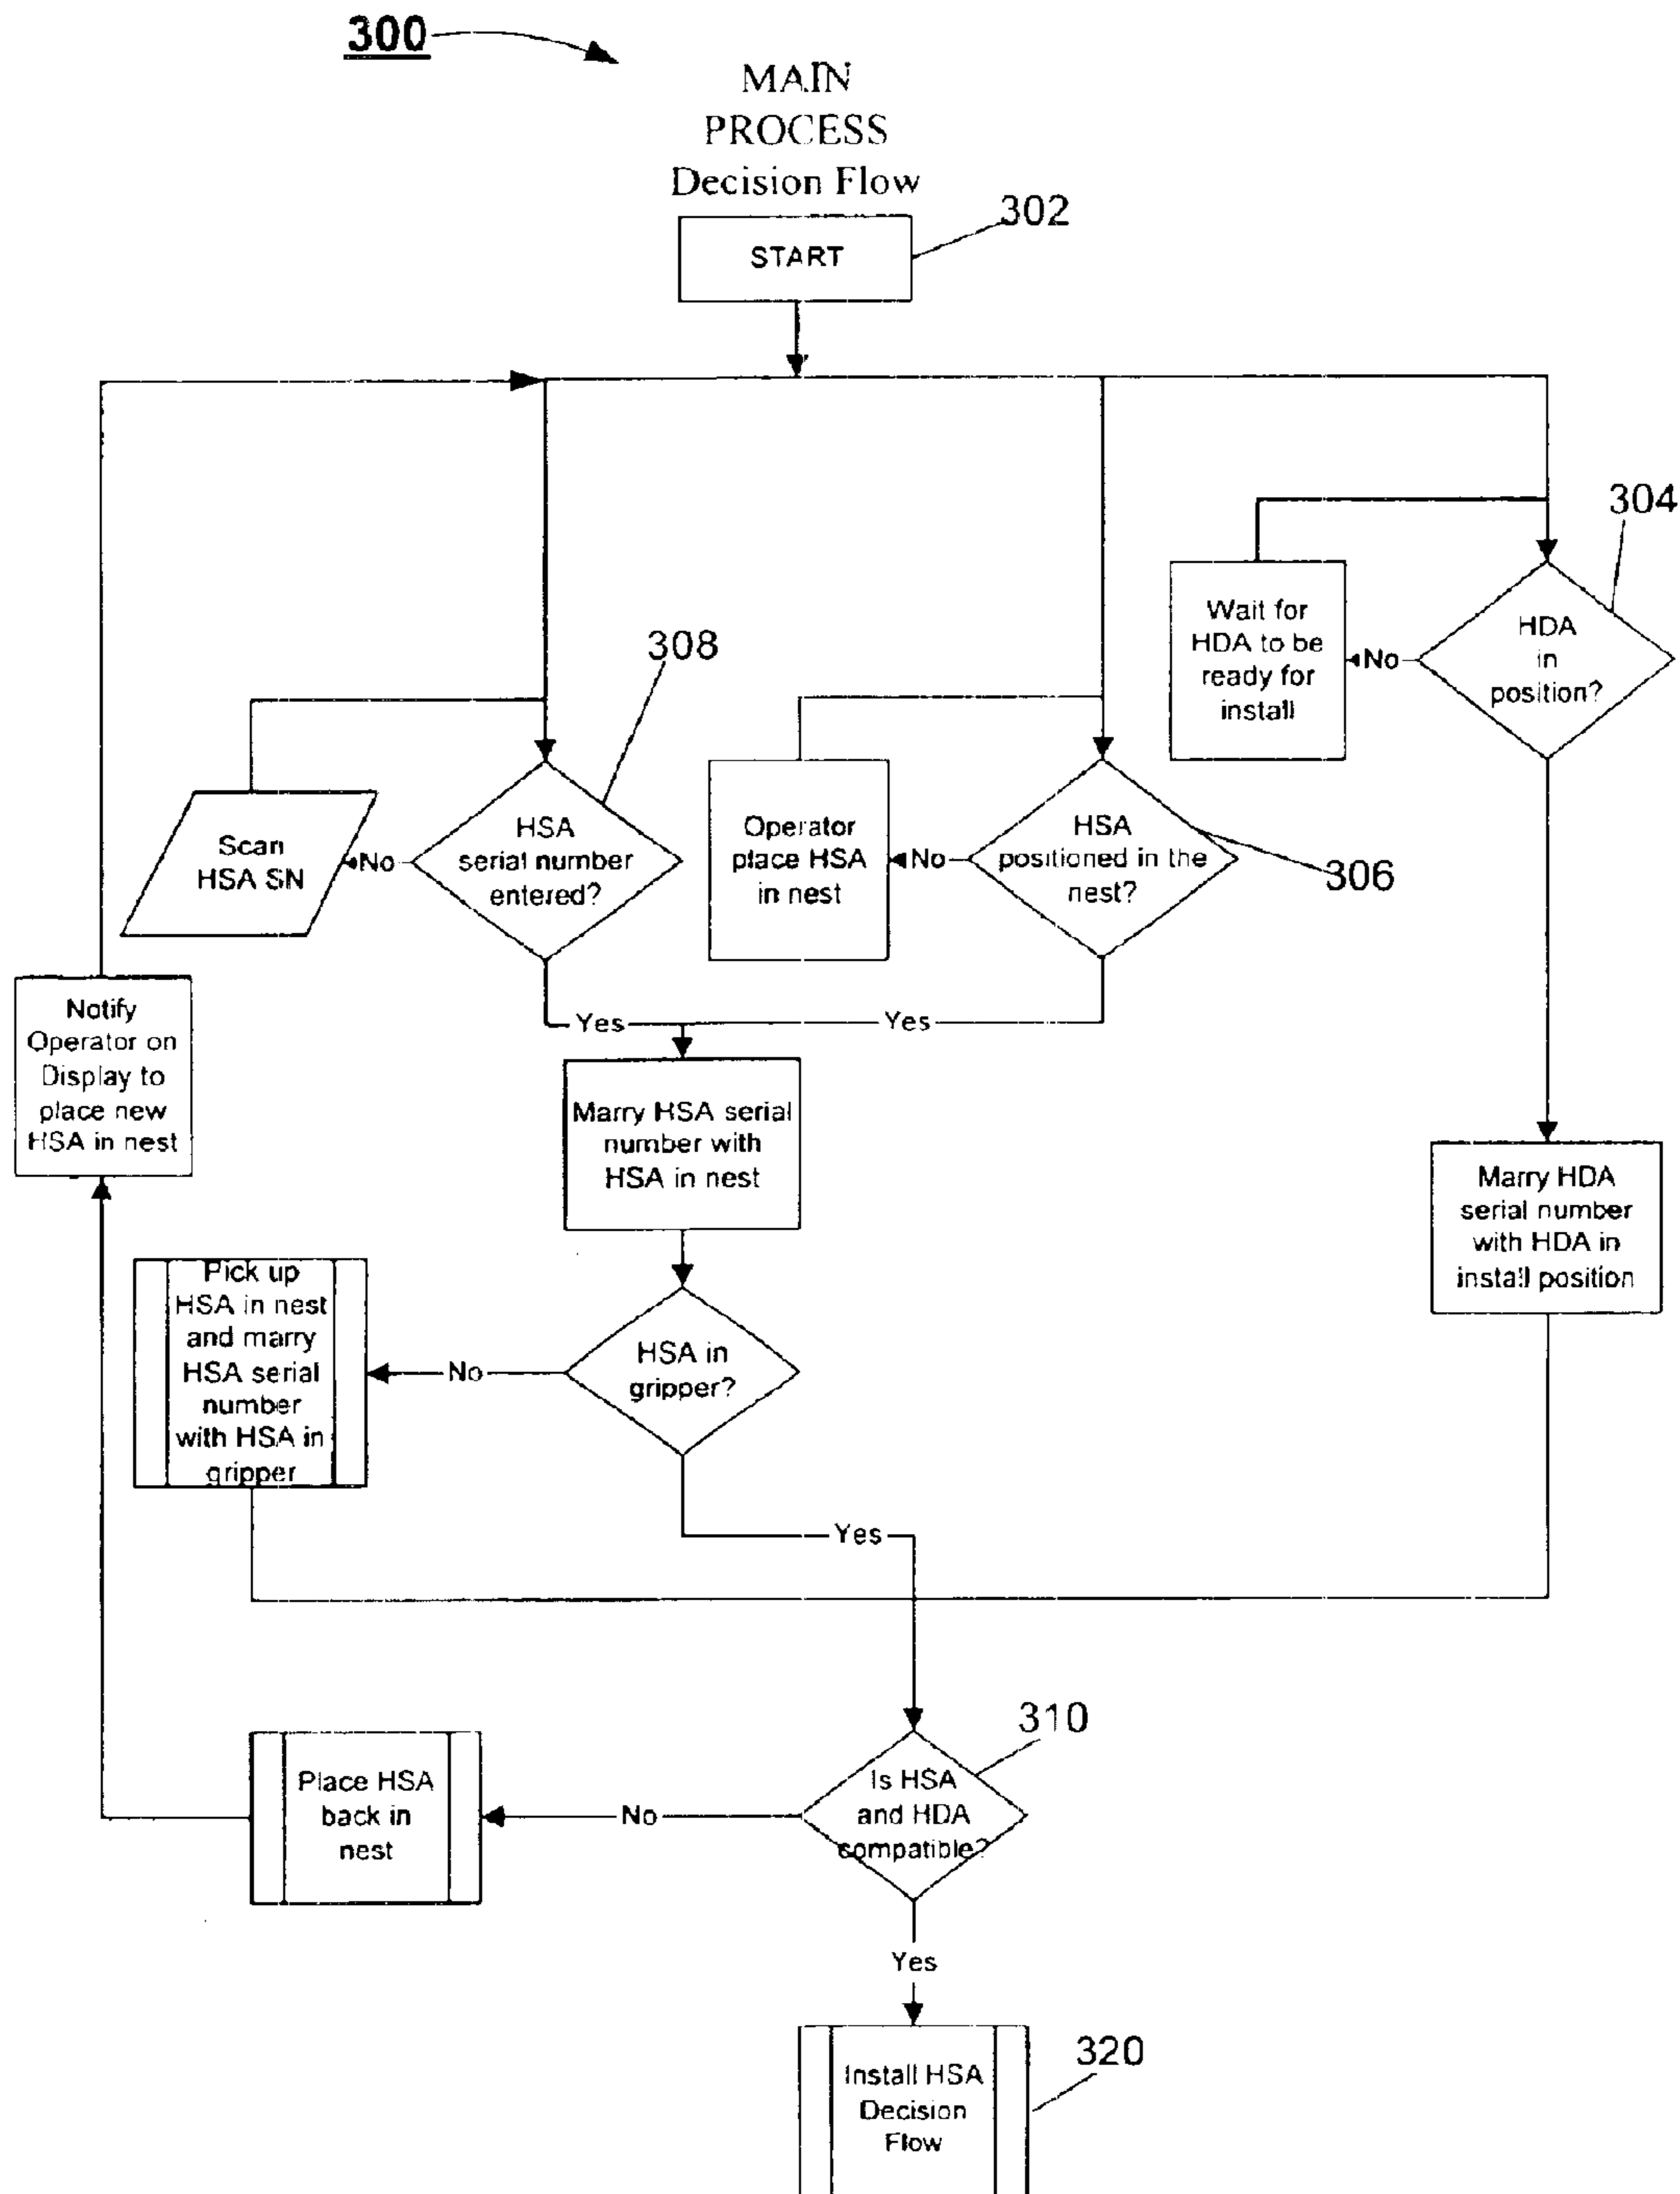 300
MAIN
PROCESS
Decision Flow
302
START
304
Wait for
HDA to be
ready for
install
No
HDA
in
position?
308
Scan
HSA SN
No
HSA
serial number
entered?
Operator
place HSA
in nest
No
HSA
positioned in the
nest?
306
Notify
Operator on
Display to
place new
HSA in nest
Yes
Yes
Marry HSA serial
number with
HSA in nest
Marry HDA
serial number
with HDA in
install position
Pick up
HSA in nest
and marry
HSA serial
number
with HSA in
gripper
No
HSA in
gripper?
Yes
310
Place HSA
back in
nest
No
Is HSA
and HDA
compatible?
Yes
320
Install HSA
Decision
Flow